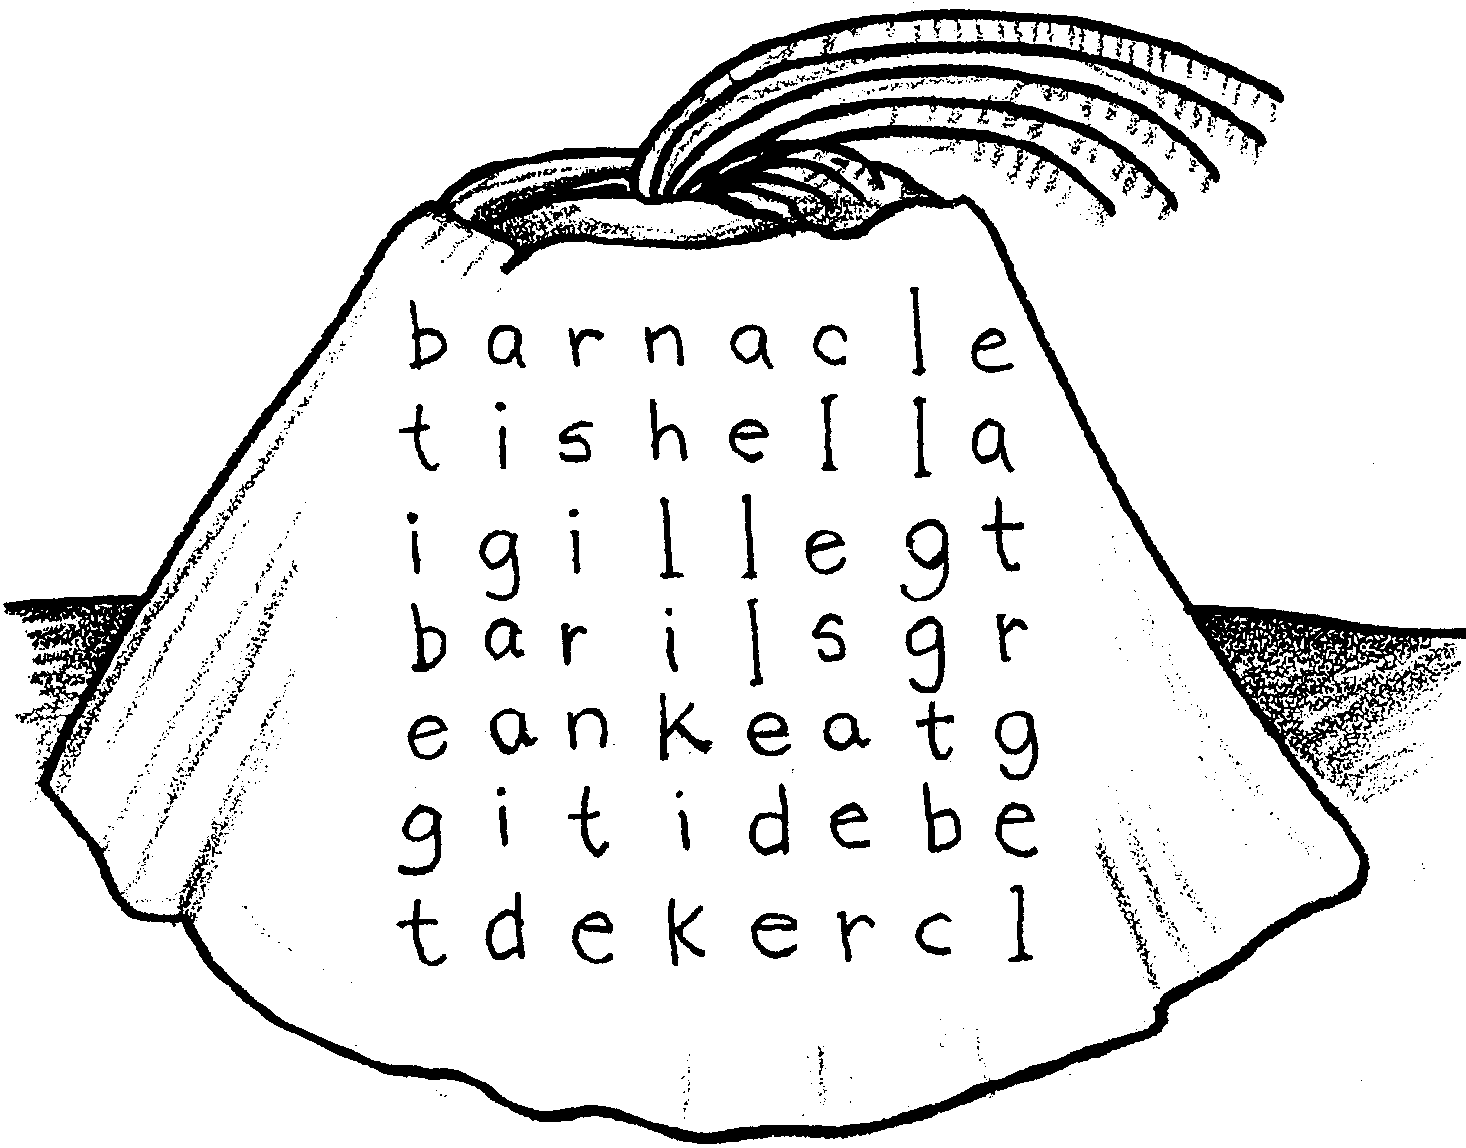 b a r n a c l e
t i s h e l l a
i g i l l e g t
b a r i l s g r
e a n k e a t g
g i t i d e b e
t d e k e r c l